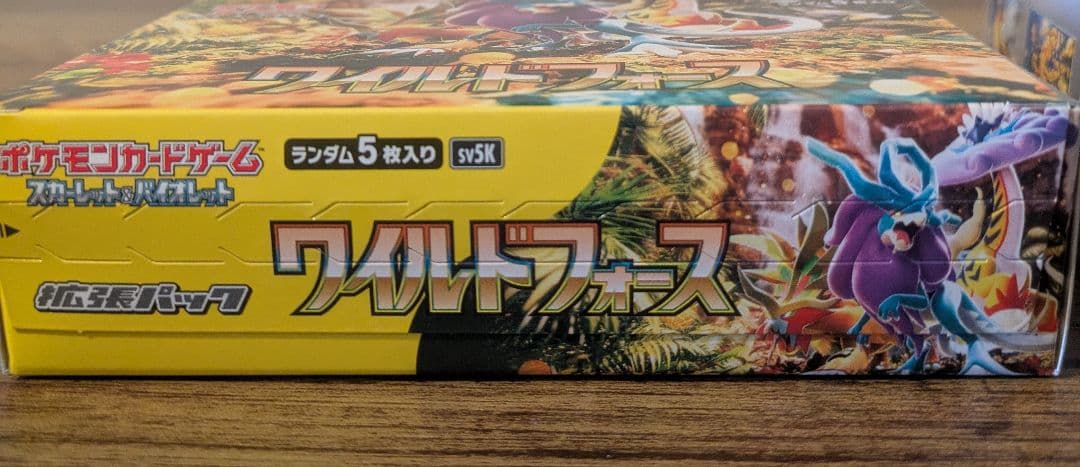 ワイルドフォース
ポケモンカードゲーム
スカーレット&バイオレット
ランダム5枚入り
sv5K
ワイルドフォース
拡張パック